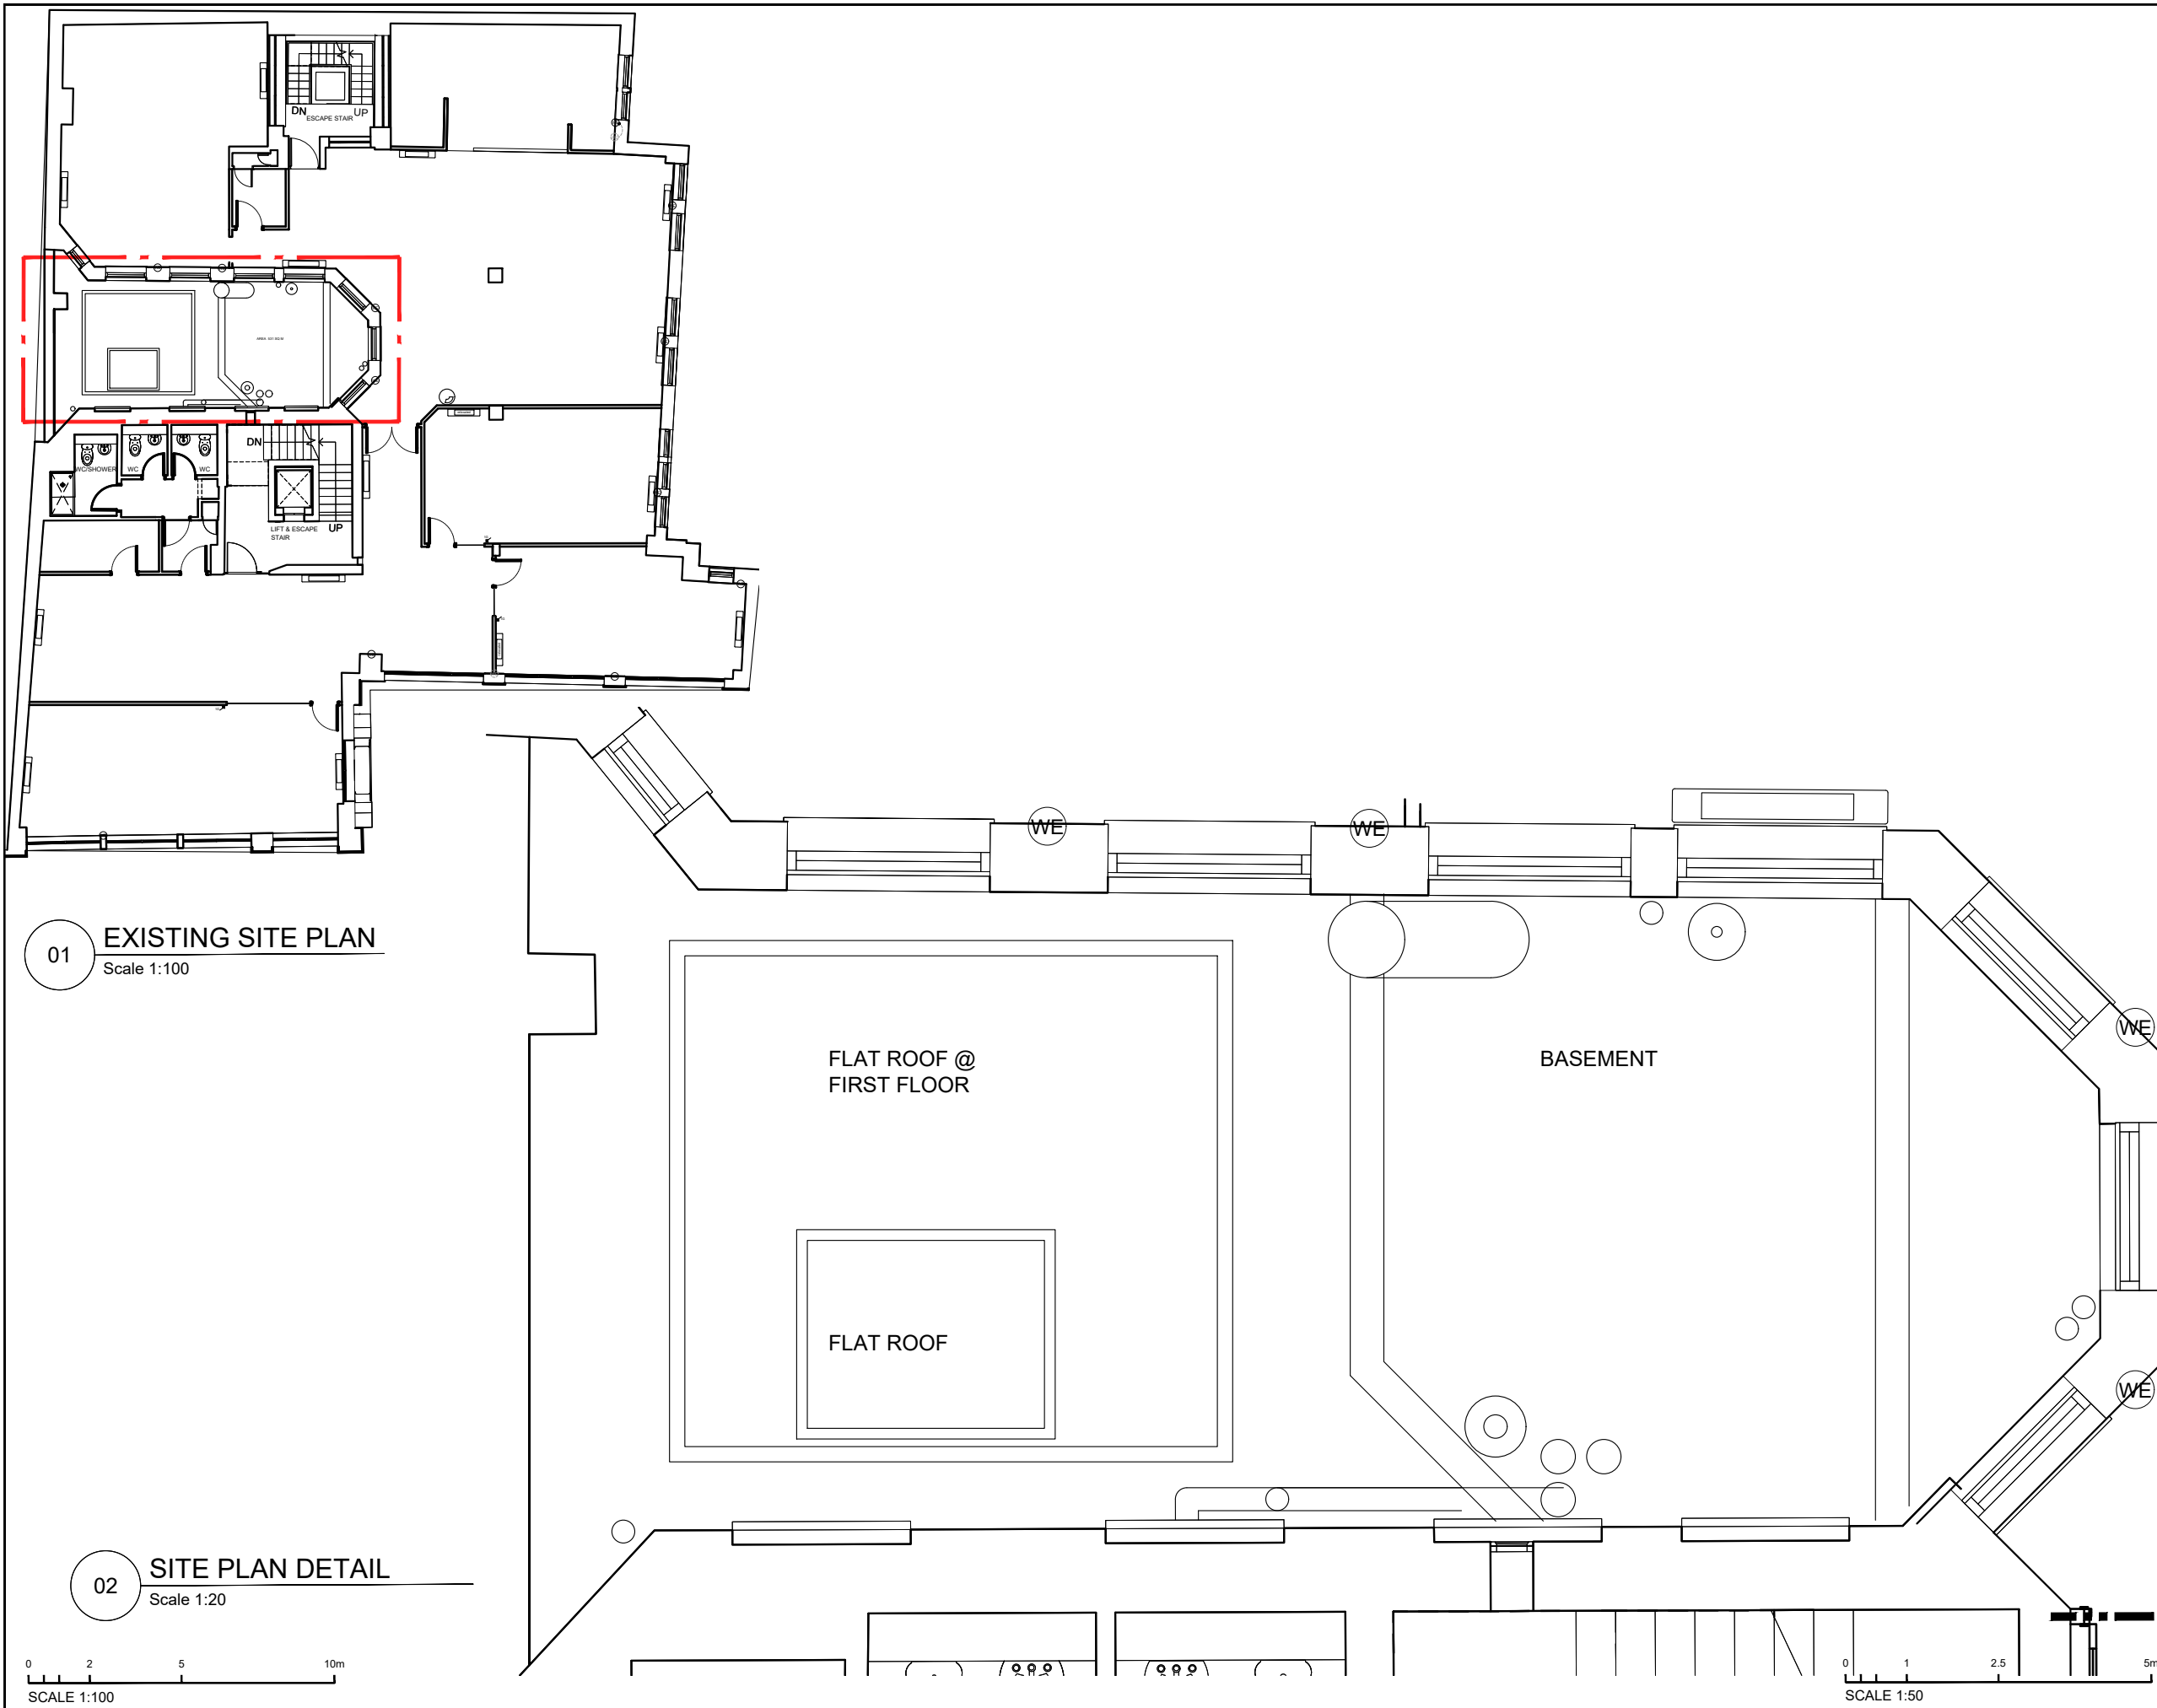 DN
UP
ESCAPE STAIR
WC/SHOWER
WC
WC
DN
LIFT & ESCAPE
STAIR
UP
WE
WE
WE
WE
FLAT ROOF @
FIRST FLOOR
BASEMENT
FLAT ROOF
01
EXISTING SITE PLAN
Scale 1:100
02
SITE PLAN DETAIL
Scale 1:20
0 2 5 10m
SCALE 1:100
0 1 2.5 5m
SCALE 1:50